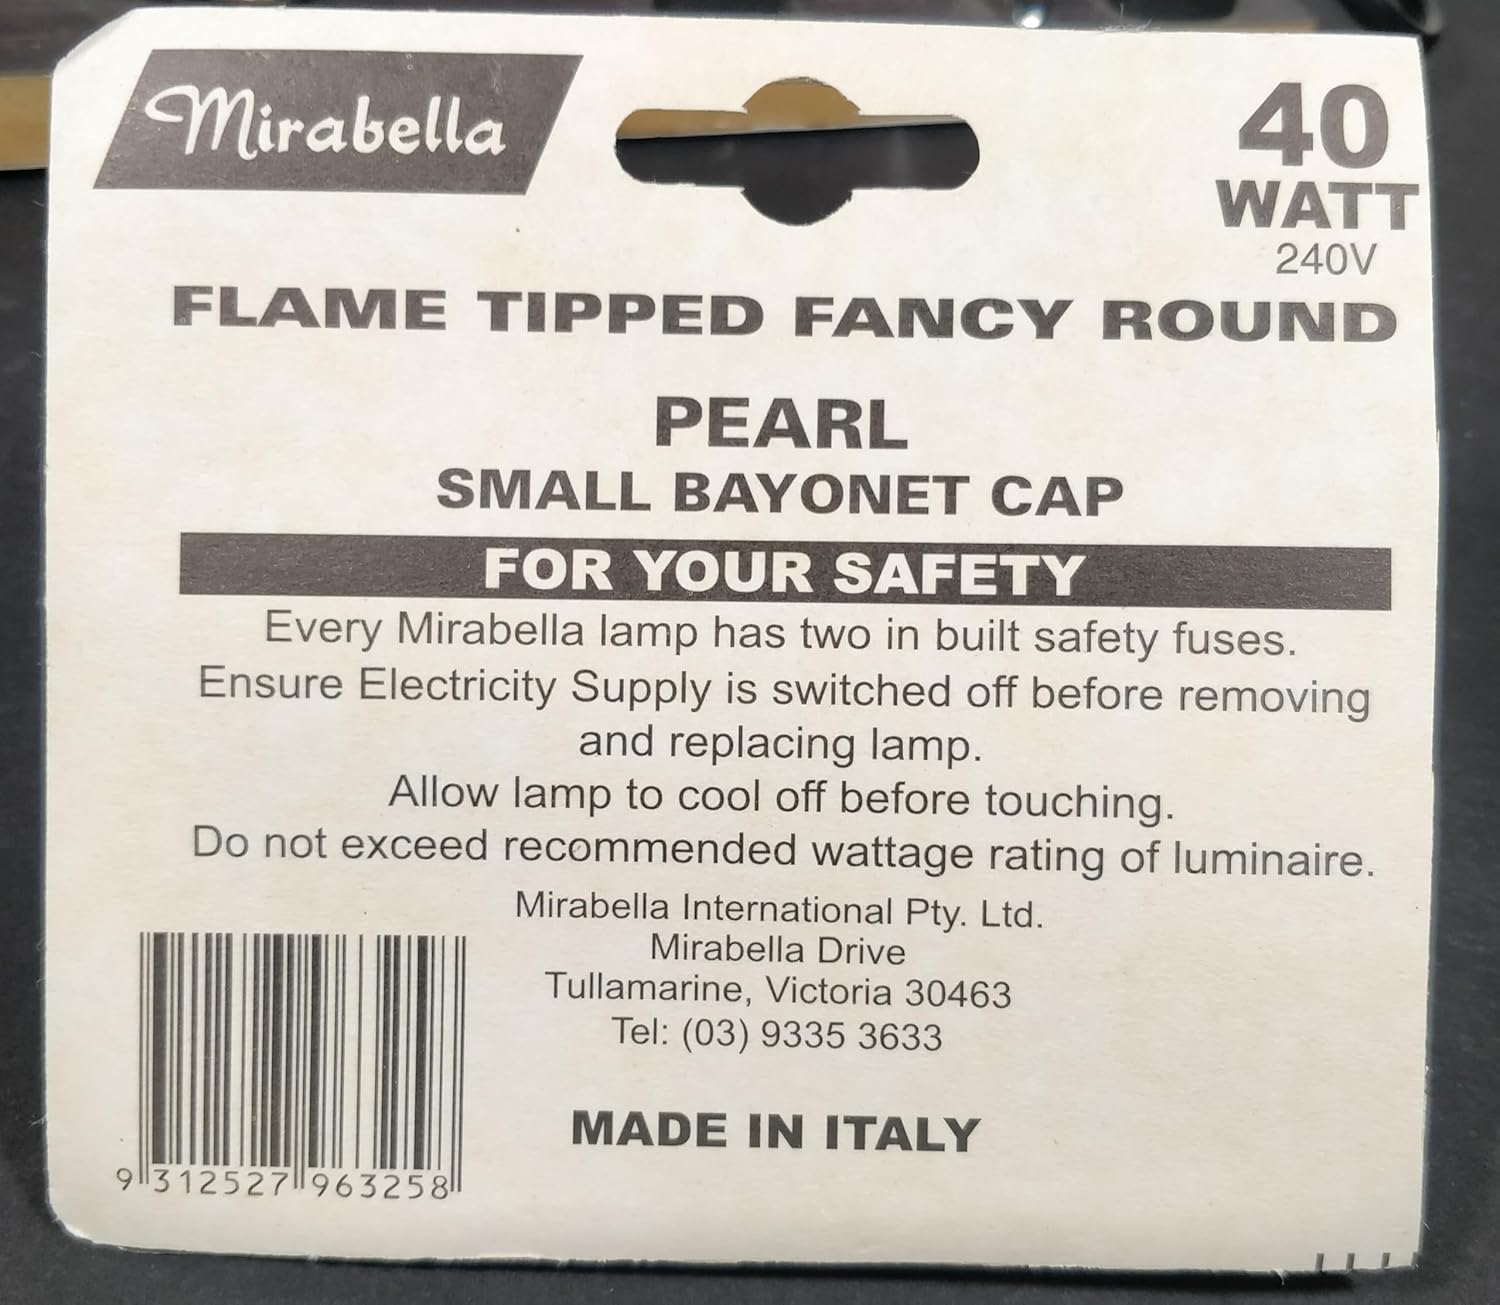 Mirabella
40
WATT
240V
FLAME TIPPED FANCY ROUND
PEARL
SMALL BAYONET CAP
FOR YOUR SAFETY
Every Mirabella lamp has two in built safety fuses.
Ensure Electricity Supply is switched off before removing
and replacing lamp.
Allow lamp to cool off before touching.
Do not exceed recommended wattage rating of luminaire.
Mirabella International Pty. Ltd.
Mirabella Drive
Tullamarine, Victoria 30463
Tel: (03) 9335 3633
MADE IN ITALY
9 312527 963258